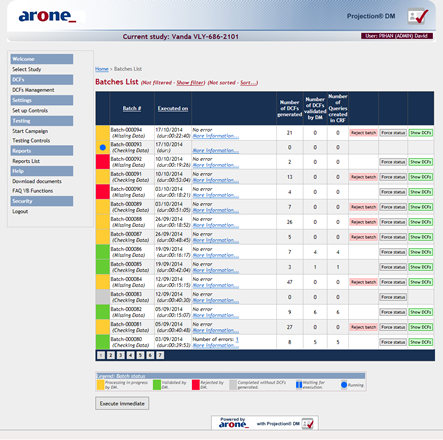 arone_
Projection® DM
Current study: Vanda VLY-686-2101
User: PIHAN (ADMIN) David
Welcome
Select Study
DCFs
DCFs Management
Settings
Set up Controls
Testing
Start Campaign
Testing Controls
Reports
Reports List
Help
Download documents
FAQ VB Functions
Security
Logout
Home > Batches List
Batches List (Not filtered - Show filter) (Not sorted - Sort...)
Batch # Executed on Number of DCFs generated Number of DCFs validated by DM Number of Queries created in CRF
Batch-000094 17/10/2014 No error 21 0 0 Reject batch Force status Show DCFs
(Missing Data) (dur:00:22:40) More Information...
Batch-000093 17/10/2014 0 0 0
(Checking Data) (dur:) More Information...
Batch-000092 10/10/2014 No error 2 0 0 Force status Show DCFs
(Missing Data) (dur:00:19:26) More Information...
Batch-000091 10/10/2014 No error 13 0 0 Reject batch Force status Show DCFs
(Checking Data) (dur:00:53:04) More Information...
Batch-000090 03/10/2014 No error 4 0 0 Force status Show DCFs
(Missing Data) (dur:00:18:21) More Information...
Batch-000089 03/10/2014 No error 7 0 0 Reject batch Force status Show DCFs
(Checking Data) (dur:00:51:05) More Information...
Batch-000088 26/09/2014 No error 26 0 0 Reject batch Force status Show DCFs
(Missing Data) (dur:00:18:52) More Information...
Batch-000087 26/09/2014 No error 5 0 0 Reject batch Force status Show DCFs
(Checking Data) (dur:00:48:45) More Information...
Batch-000086 19/09/2014 No error 7 4 4 Force status Show DCFs
(Missing Data) (dur:00:16:17) More Information...
Batch-000085 19/09/2014 No error 3 1 1 Force status Show DCFs
(Checking Data) (dur:00:42:04) More Information...
Batch-000084 12/09/2014 No error 47 0 0 Reject batch Force status Show DCFs
(Missing Data) (dur:00:15:15) More Information...
Batch-000083 12/09/2014 No error 0 0 0 Force status
(Checking Data) (dur:00:40:30) More Information...
Batch-000082 05/09/2014 No error 9 6 6 Force status Show DCFs
(Missing Data) (dur:00:15:07) More Information...
Batch-000081 05/09/2014 No error 27 0 0 Reject batch Force status Show DCFs
(Checking Data) (dur:00:40:48) More Information...
Batch-000080 03/09/2014 Number of errors: 1 8 5 5 Force status Show DCFs
(Checking Data) (dur:00:39:52) More Information...
1 2 3 4 5 6 7
Legend: Batch status
Processing in progress by DM. Validated by DM. Rejected by DM. Completed without DCFs generated. Waiting for execution. Running.
Execute immediate
Powered by
arone_ with Projection® DM